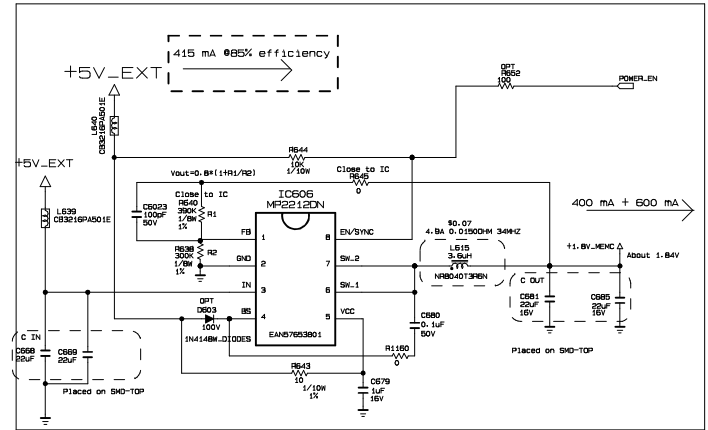 415 mA @85% efficiency
+5V_EXT
OPT
R652
100
POWER_EN
L640
CB3216PA501E
R644
10K
1/10W
+5V_EXT
Vout=0.8*(1+R1/R2)
Close to IC
R645
0
L639
CB3216PA501E
C6023
100pF
50V
Close to IC
R640
390K
1/8W
1%
R1
IC606
MP2212DN
400 mA + 600 mA
FB
1
8
EN/SYNC
R638
300K
1/8W
1%
R2
GND
2
7
SW_2
$0.07
4.9A 0.01500HM 34MHZ
L615
3.6uH
NR8040T3R6N
+1.8V_MEMC
About 1.84V
IN
3
6
SW_1
OPT
D603
100V
1N4148W_DIODES
BS
4
5
VCC
EAN57653801
C680
0.1uF
50V
C OUT
C681
22uF
16V
C685
22uF
16V
C IN
C668
22uF
C669
22uF
Placed on SMD-TOP
R1160
0
Placed on SMD-TOP
R643
10
1/10W
1%
C679
1uF
16V